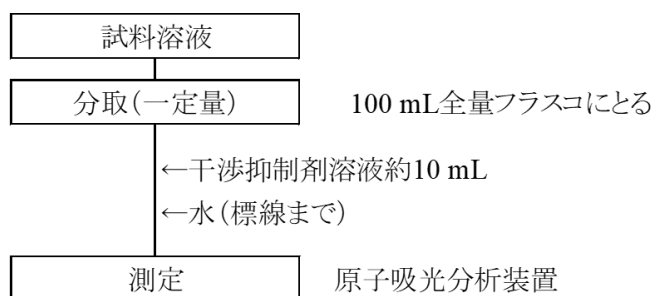 試料溶液
分取(一定量) 100 mL全量フラスコにとる
←干渉抑制剤溶液約10 mL
←水(標線まで)
測定 原子吸光分析装置